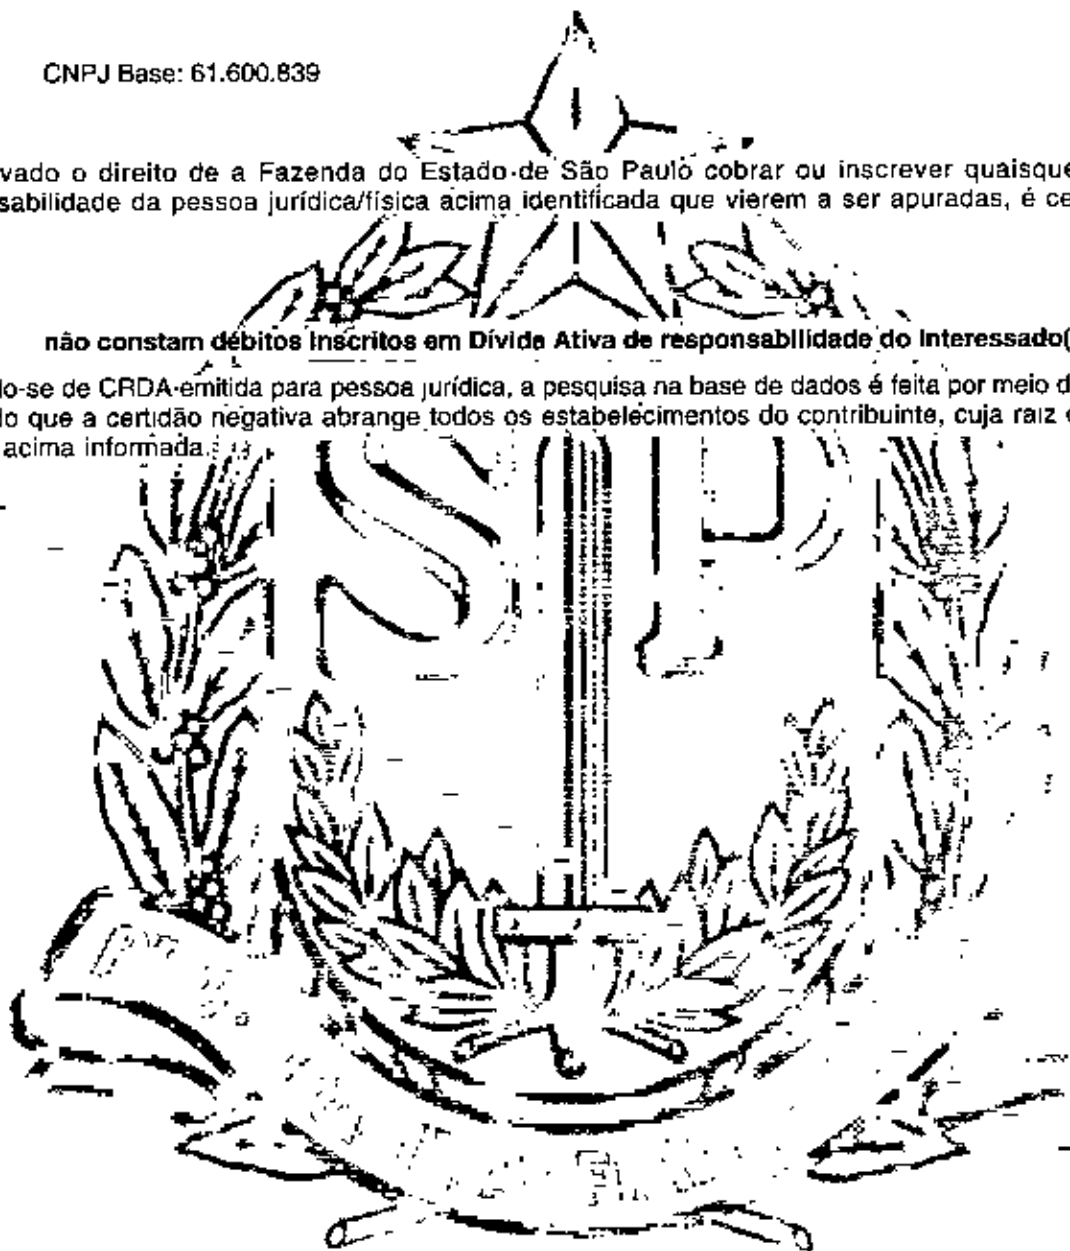 CNPJ Base: 61.600.839
vado o direito de a Fazenda do Estado de São Paulo cobrar ou inscrever quaisque
sabilidade da pessoa jurídica/física acima identificada que vierem a ser apuradas, é ce
não constam débitos Inscritos em Dívida Ativa de responsabilidade do Interessado(
lo-se de CRDA emitida para pessoa jurídica, a pesquisa na base de dados é feita por meio d
lo que a certidão negativa abrange todos os estabelecimentos do contribuinte, cuja raiz
acima informada.
SP